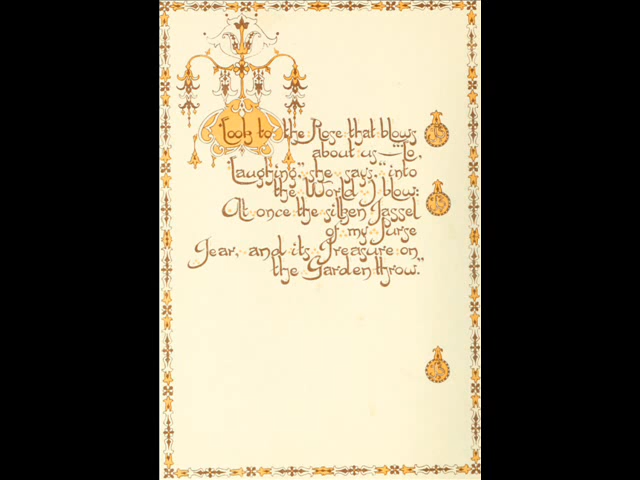 Look to the Rose that blows
about us—"Lo,
Laughing," she says, "into
the World I blow:
At once the silken Tassel
of my Purse
Tear, and its Treasure on
the Garden throw."